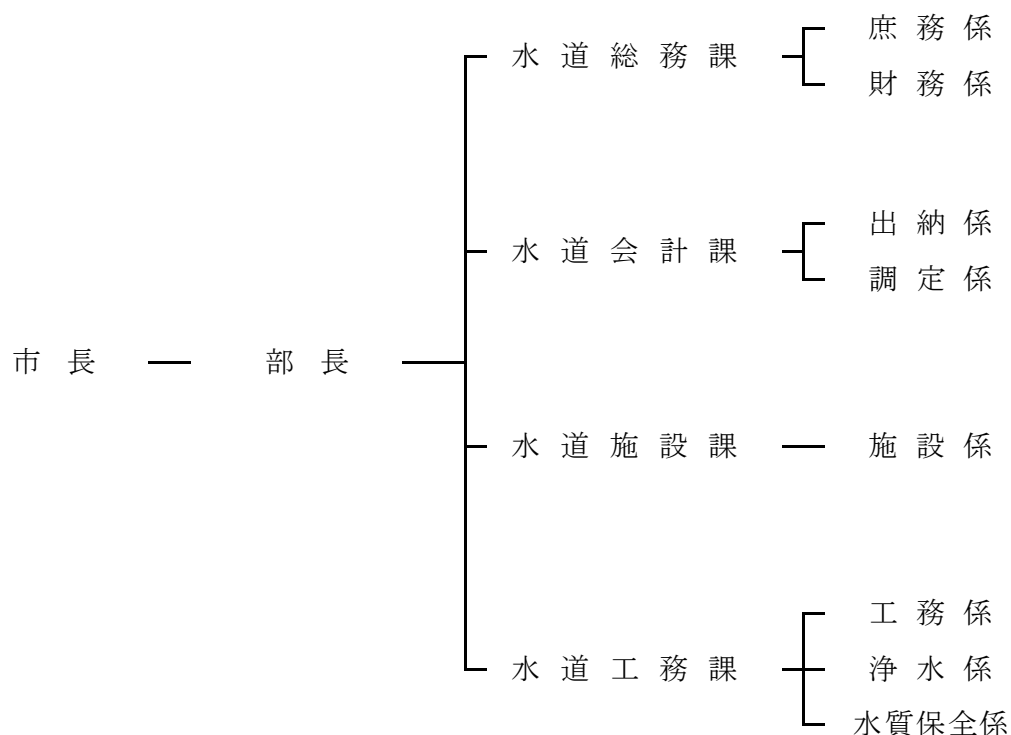 庶務係
水道総務課
財務係
出納係
水道会計課
調定係
市長 部長
水道施設課 施設係
工務係
水道工務課 浄水係
水質保全係